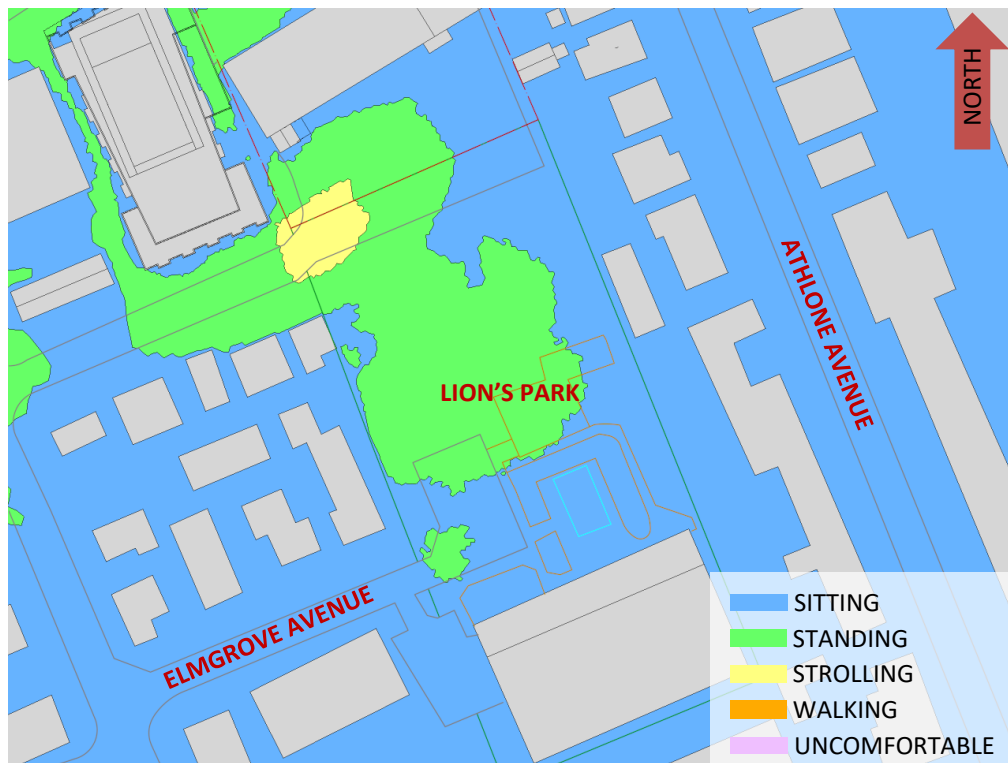 NORTH
ATHLONE AVENUE
LION'S PARK
ELMGROVE AVENUE
SITTING
STANDING
STROLLING
WALKING
UNCOMFORTABLE